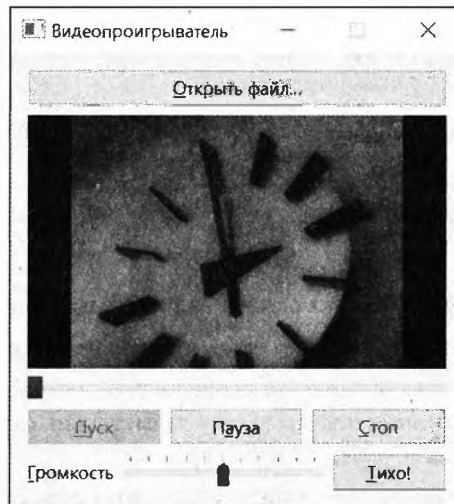 Видеопроигрыватель
Открыть файл...
Пуск Пауза Стоп
Громкость Тихо!